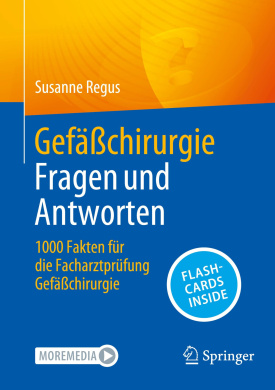 Susanne Regus
Gefäßchirurgie
Fragen und
Antworten
1000 Fakten für
die Facharztprüfung
Gefäßchirurgie
FLASH-
CARDS
INSIDE
MOREMEDIA
Springer